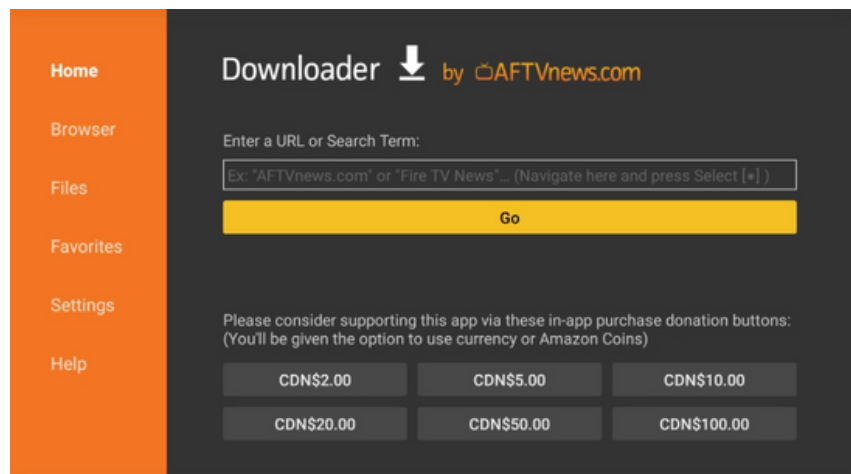 Home
Browser
Files
Favorites
Settings
Help
Downloader by AFTVnews.com
Enter a URL or Search Term:
Ex: "AFTVnews.com" or "Fire TV News"... (Navigate here and press Select [•] )
Go
Please consider supporting this app via these in-app purchase donation buttons:
(You'll be given the option to use currency or Amazon Coins)
CDN$2.00 CDN$5.00 CDN$10.00
CDN$20.00 CDN$50.00 CDN$100.00